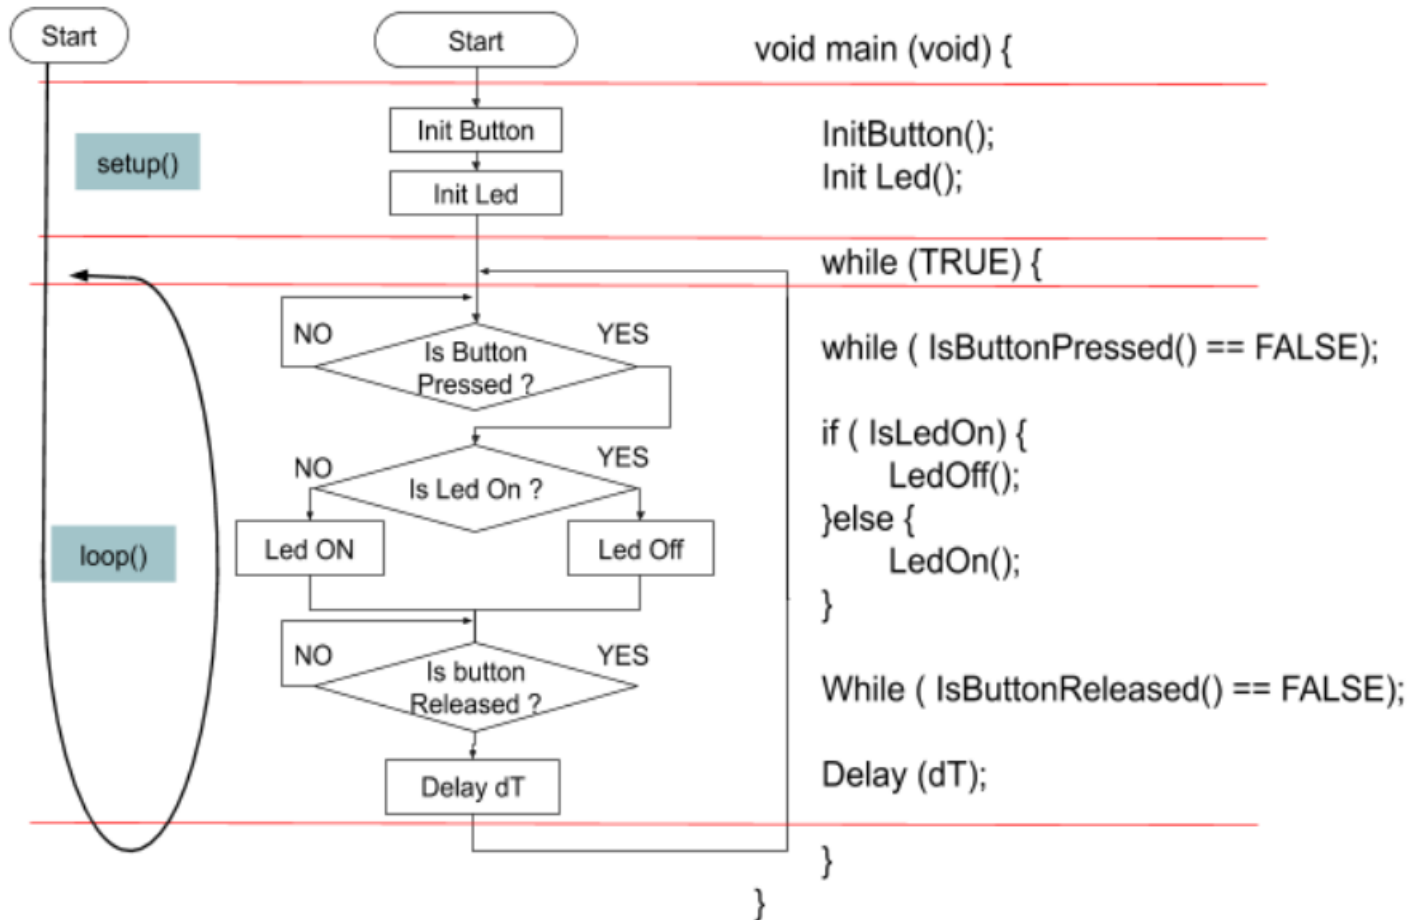 Start
setup()
loop()
Start
Init Button
Init Led
NO
YES
Is Button
Pressed ?
NO
YES
Is Led On ?
Led ON
Led Off
NO
YES
Is button
Released ?
Delay dT
void main (void) {
InitButton();
Init Led();
while (TRUE) {
while ( IsButtonPressed() == FALSE);
if ( IsLedOn) {
LedOff();
}else {
LedOn();
}
While ( IsButtonReleased() == FALSE);
Delay (dT);
}
}